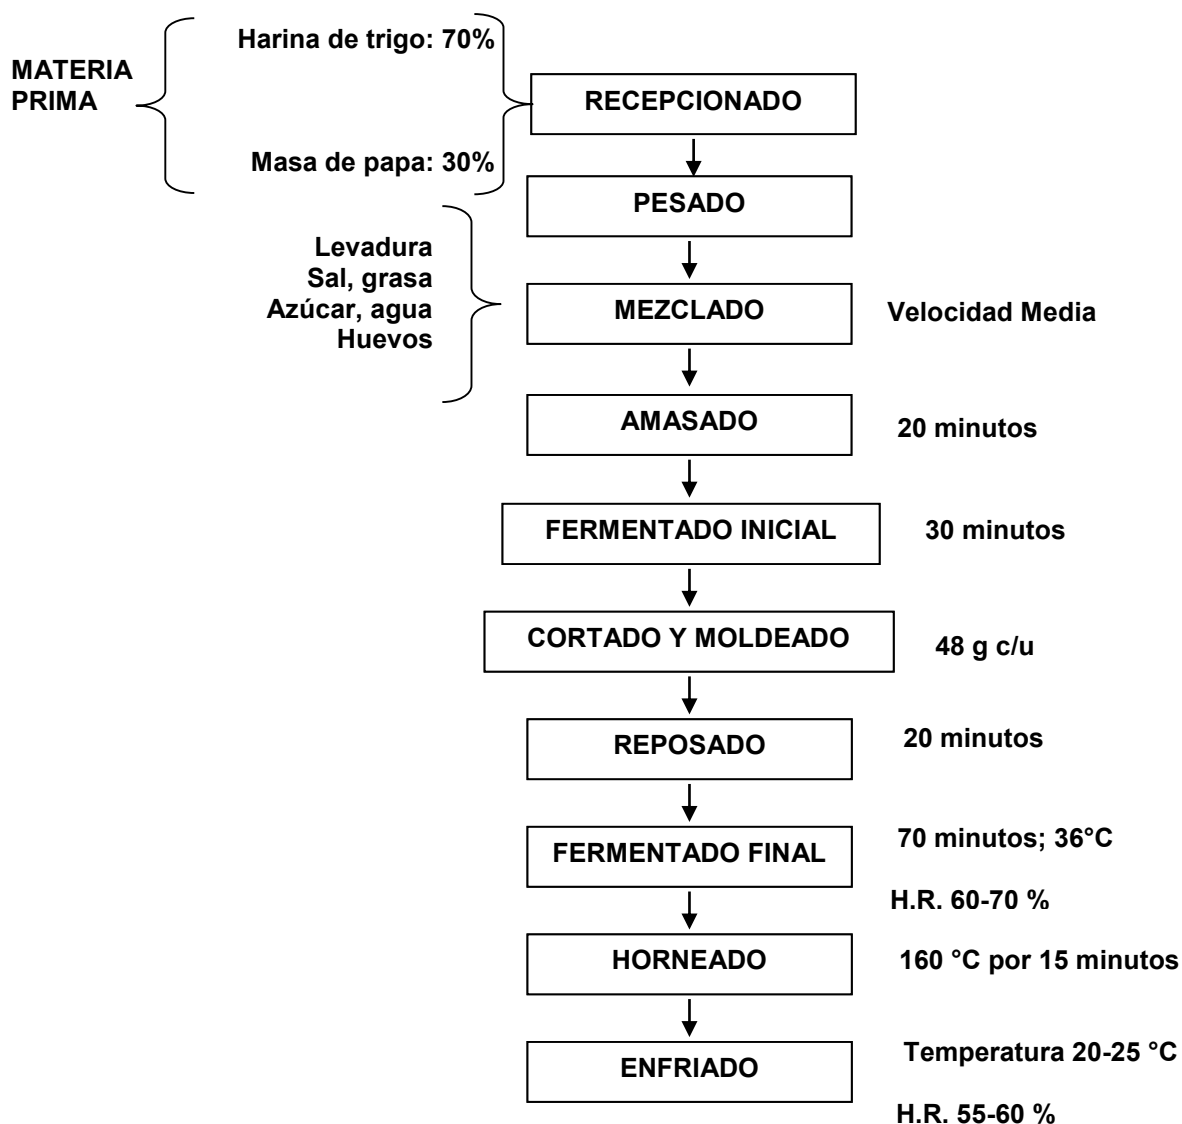 MATERIA
PRIMA
Harina de trigo: 70%
Masa de papa: 30%
RECEPCIONADO
PESADO
Levadura
Sal, grasa
Azúcar, agua
Huevos
MEZCLADO
Velocidad Media
AMASADO
20 minutos
FERMENTADO INICIAL
30 minutos
CORTADO Y MOLDEADO
48 g c/u
REPOSADO
20 minutos
FERMENTADO FINAL
70 minutos; 36°C
H.R. 60-70 %
HORNEADO
160 °C por 15 minutos
ENFRIADO
Temperatura 20-25 °C
H.R. 55-60 %